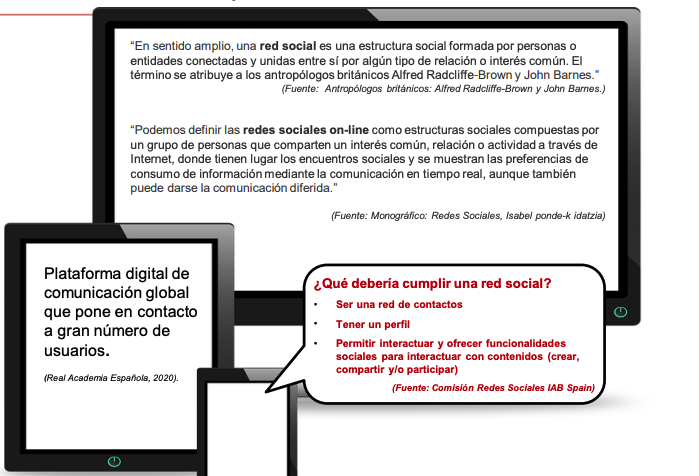 “En sentido amplio, una red social es una estructura social formada por personas o
entidades conectadas y unidas entre sí por algún tipo de relación o interés común. El
término se atribuye a los antropólogos británicos Alfred Radcliffe-Brown y John Barnes.”
(Fuente: Antropólogos británicos: Alfred Radcliffe-Brown y John Barnes.)
“Podemos definir las redes sociales on-line como estructuras sociales compuestas por
un grupo de personas que comparten un interés común, relación o actividad a través de
Internet, donde tienen lugar los encuentros sociales y se muestran las preferencias de
consumo de información mediante la comunicación en tiempo real, aunque también
puede darse la comunicación diferida.”
(Fuente: Monográfico: Redes Sociales, Isabel ponde-k idatzia)
Plataforma digital de
comunicación global
que pone en contacto
a gran número de
usuarios.
(Real Academia Española, 2020).
¿Qué debería cumplir una red social?
• Ser una red de contactos
• Tener un perfil
• Permitir interactuar y ofrecer funcionalidades
sociales para interactuar con contenidos (crear,
compartir y/o participar)
(Fuente: Comisión Redes Sociales IAB Spain)